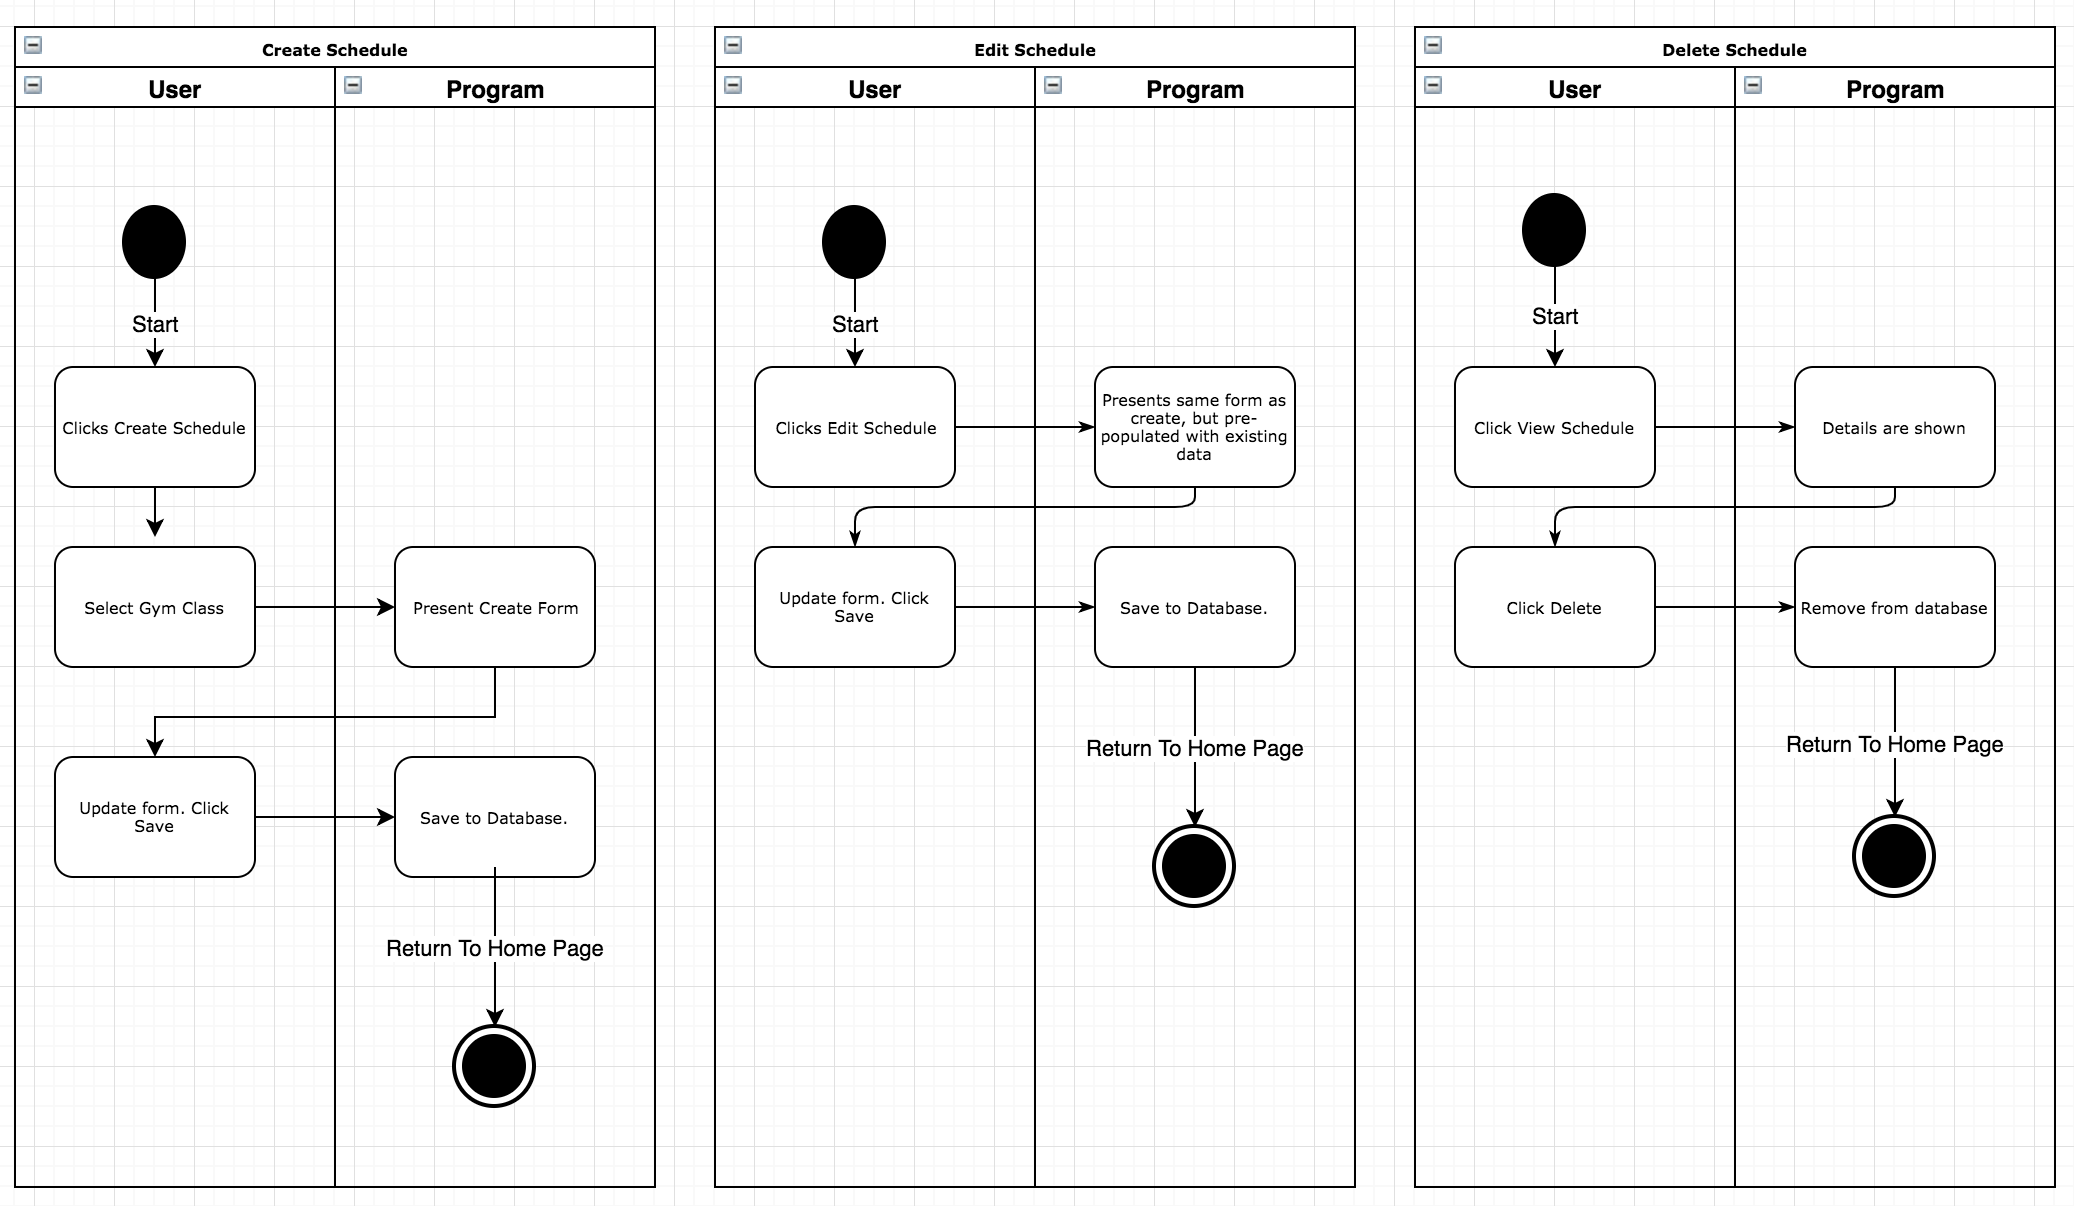 Create Schedule
User
Program
Start
Clicks Create Schedule
Select Gym Class
Present Create Form
Update form. Click
Save
Save to Database.
Return To Home Page
Edit Schedule
User
Program
Start
Clicks Edit Schedule
Presents same form as
create, but pre-
populated with existing
data
Update form. Click
Save
Save to Database.
Return To Home Page
Delete Schedule
User
Program
Start
Click View Schedule
Details are shown
Click Delete
Remove from database
Return To Home Page